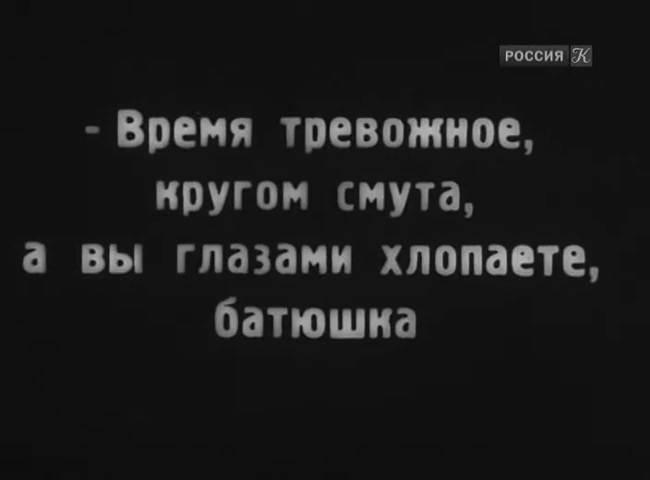 РОССИЯ К
- Время тревожное,
кругом смута,
а вы глазами хлопаете,
батюшка